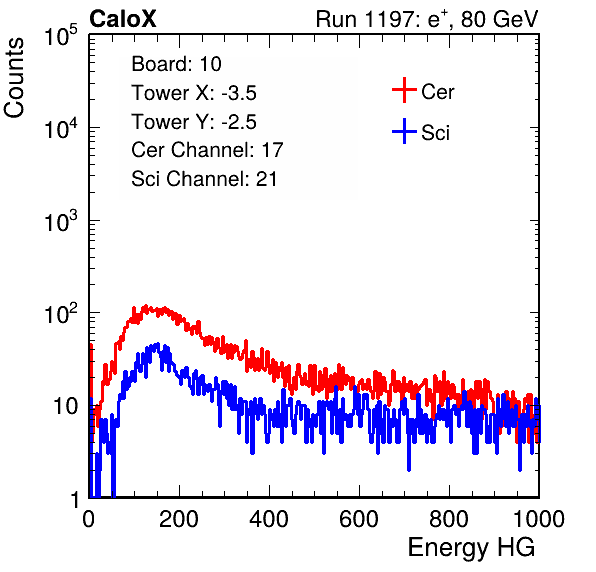 CaloX Run 1197: e⁺, 80 GeV
Counts
10⁵
10⁴
10³
10²
10
1
Board: 10
Tower X: -3.5
Tower Y: -2.5
Cer Channel: 17
Sci Channel: 21
Cer
Sci
0 200 400 600 800 1000
Energy HG